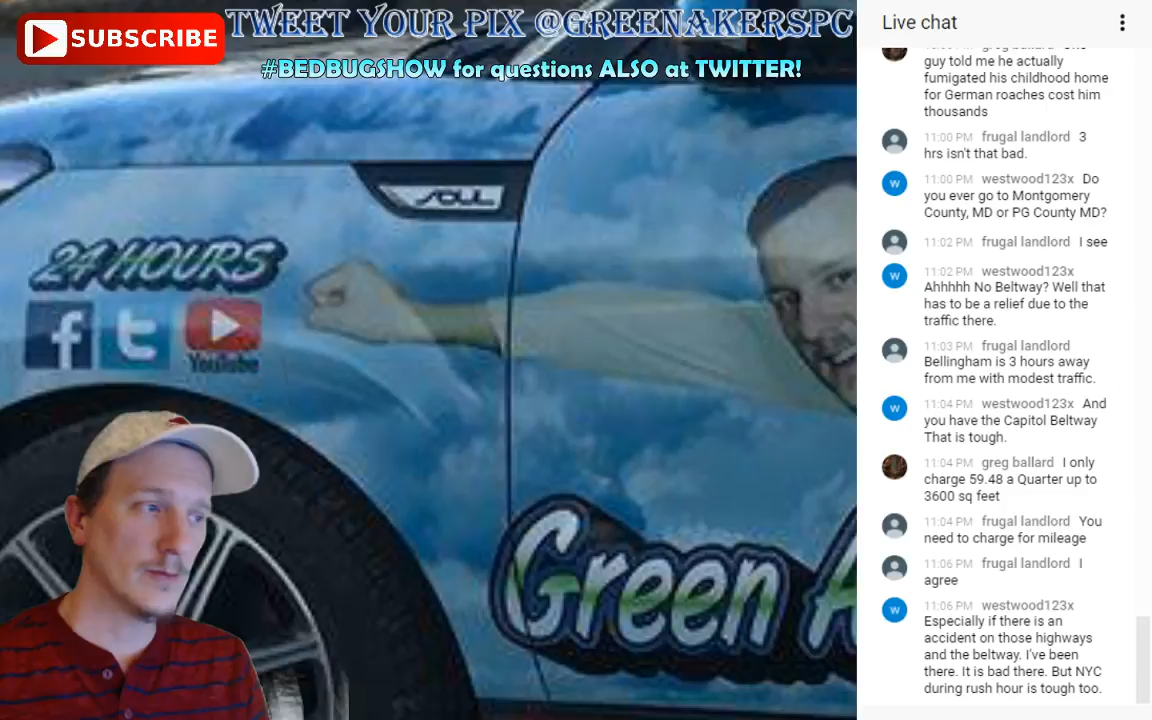 SUBSCRIBE
TWEET YOUR PIX @GREENAKERSPC
#BEDBUGSHOW for questions ALSO at TWITTER!
SOUL
24 HOURS
f t YouTube
Green A
Live chat
guy told me he actually
fumigated his childhood home
for German roaches cost him
thousands
11:00 PM frugal landlord 3
hrs isn't that bad.
W 11:00 PM westwood123x Do
you ever go to Montgomery
County, MD or PG County MD?
11:02 PM frugal landlord I see
W 11:02 PM westwood123x
Ahhhhh No Beltway? Well that
has to be a relief due to the
traffic there.
11:03 PM frugal landlord
Bellingham is 3 hours away
from me with modest traffic.
W 11:04 PM westwood123x And
you have the Capitol Beltway
That is tough.
11:04 PM greg ballard I only
charge 59.48 a Quarter up to
3600 sq feet
11:04 PM frugal landlord You
need to charge for mileage
11:06 PM frugal landlord I
agree
W 11:06 PM westwood123x
Especially if there is an
accident on those highways
and the beltway. I've been
there. It is bad there. But NYC
during rush hour is tough too.